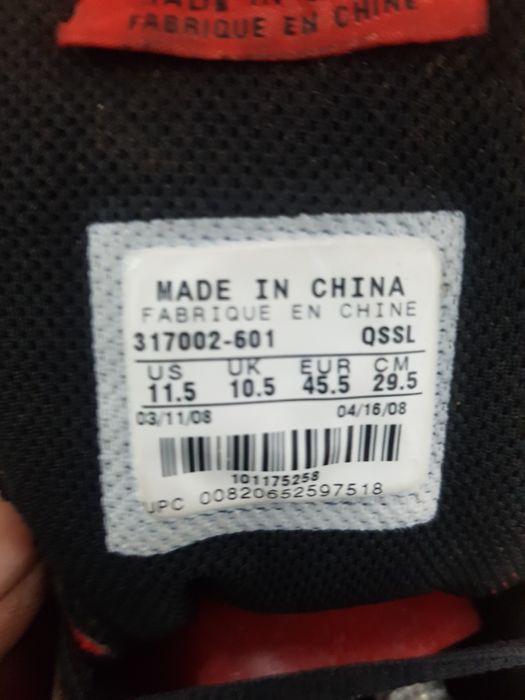 FABRIQUE EN CHINE
MADE IN CHINA
FABRIQUE EN CHINE
317002-601 QSSL
US UK EUR CM
11.5 10.5 45.5 29.5
03/11/08 04/16/08
101175258
UPC 00820652597518